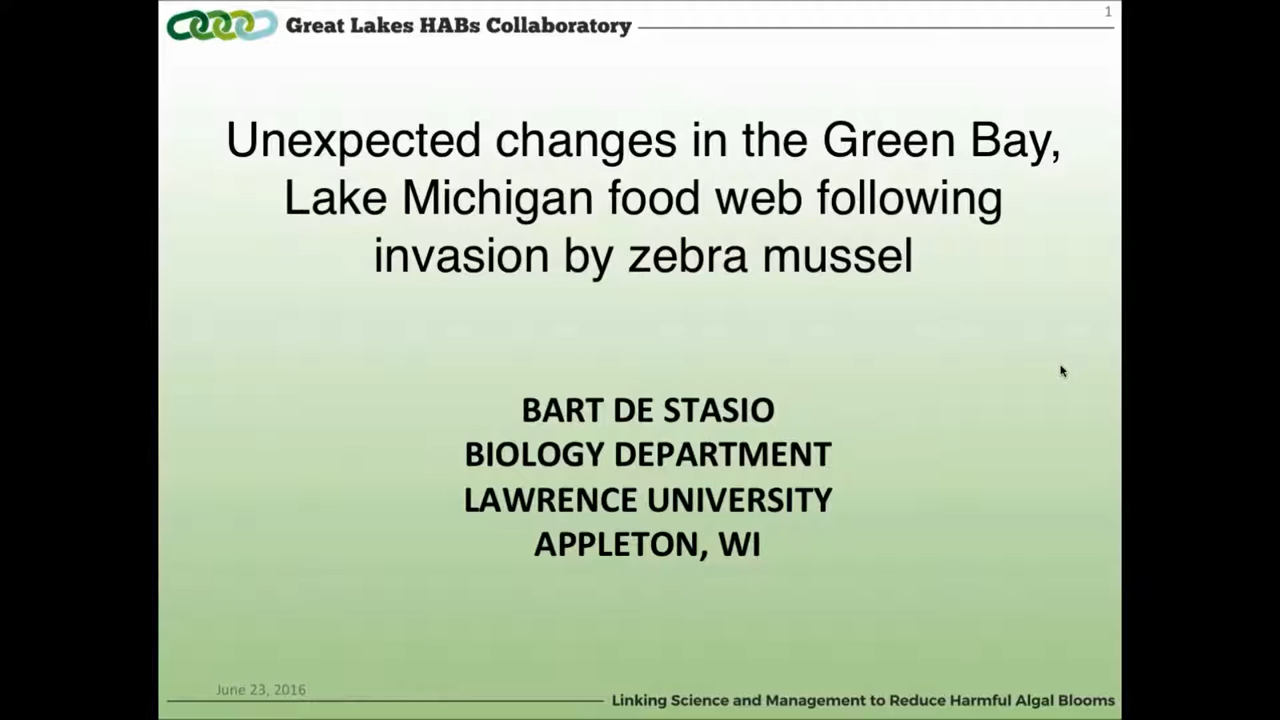 Great Lakes HABs Collaboratory
1
Unexpected changes in the Green Bay,
Lake Michigan food web following
invasion by zebra mussel
BART DE STASIO
BIOLOGY DEPARTMENT
LAWRENCE UNIVERSITY
APPLETON, WI
June 23, 2016
Linking Science and Management to Reduce Harmful Algal Blooms